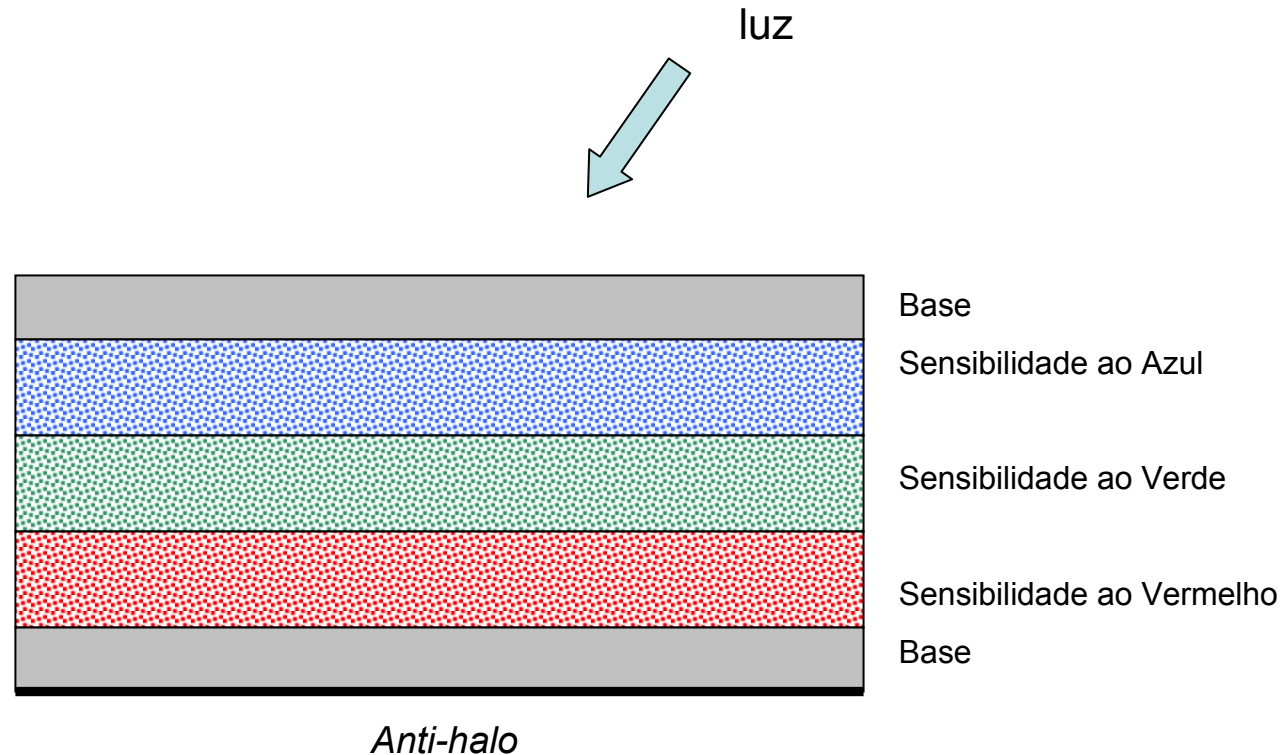 luz
Base
Sensibilidade ao Azul
Sensibilidade ao Verde
Sensibilidade ao Vermelho
Base
Anti-halo